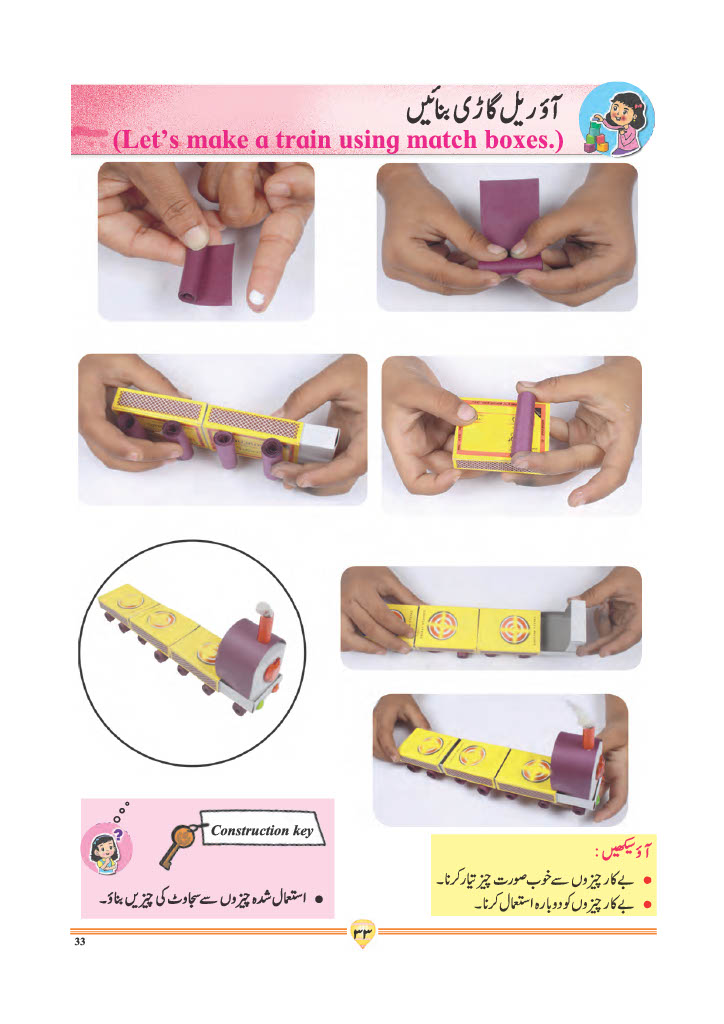 آؤ ریل گاڑی بنائیں
(Let's make a train using match boxes.)
Construction key
• استعمال شدہ چیزوں سے سجاوٹ کی چیزیں بناؤ۔
آؤ سیکھیں :
• بے کار چیزوں سے خوب صورت چیز تیار کرنا۔
• بے کار چیزوں کو دوبارہ استعمال کرنا۔
۳۳
33